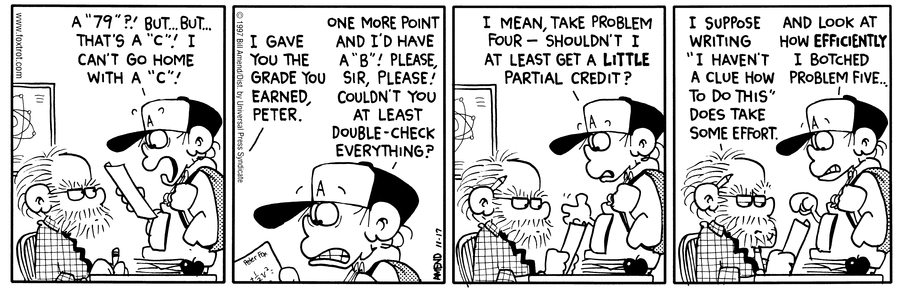 www.foxtrot.com
A "79"?! BUT...BUT...
THAT'S A "C"! I
CAN'T GO HOME
WITH A "C"!
A
© 1997 Bill Amend/Dist. by Universal Press Syndicate
I GAVE
YOU THE
GRADE YOU
EARNED,
PETER.
ONE MORE POINT
AND I'D HAVE
A "B"! PLEASE,
SIR, PLEASE!
COULDN'T YOU
AT LEAST
DOUBLE-CHECK
EVERYTHING?
A
Peter Fox
AMEND 11-17
I MEAN, TAKE PROBLEM
FOUR — SHOULDN'T I
AT LEAST GET A LITTLE
PARTIAL CREDIT?
A
I SUPPOSE
WRITING
"I HAVEN'T
A CLUE HOW
TO DO THIS"
DOES TAKE
SOME EFFORT.
AND LOOK AT
HOW EFFICIENTLY
I BOTCHED
PROBLEM FIVE..
A